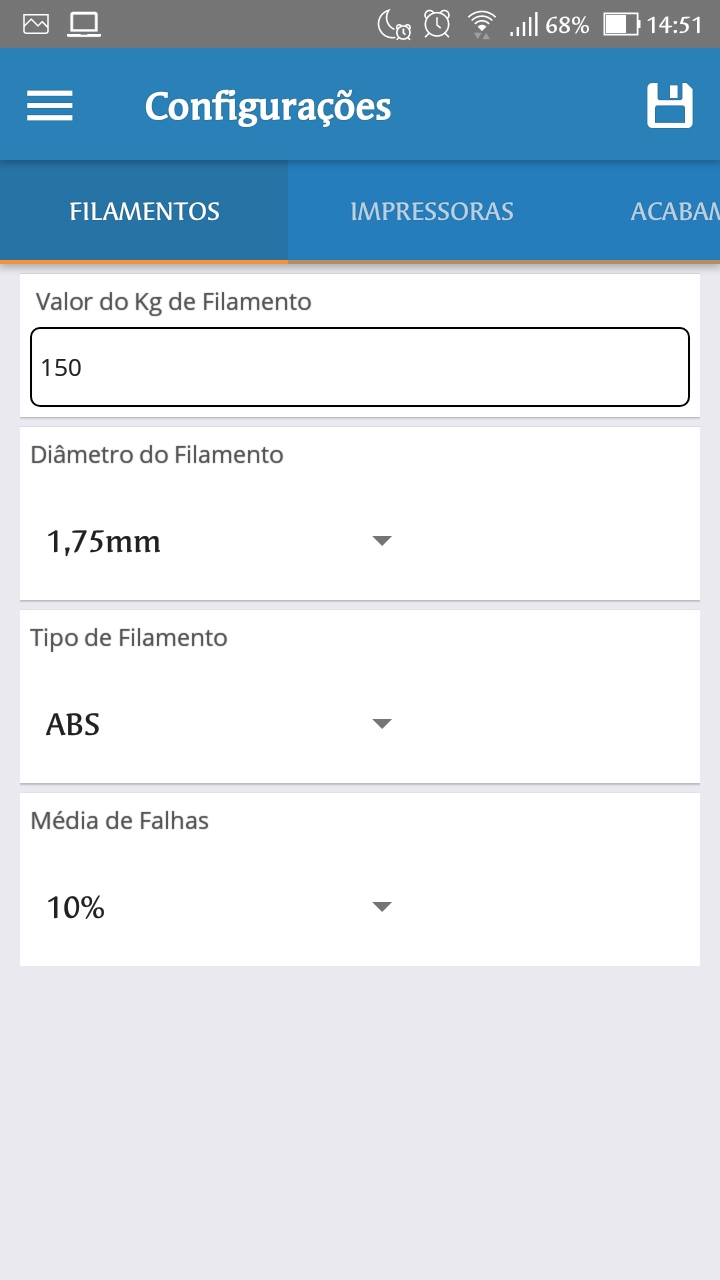 68% 14:51
Configurações
FILAMENTOS IMPRESSORAS ACABAM
Valor do Kg de Filamento
150
Diâmetro do Filamento
1,75mm
Tipo de Filamento
ABS
Média de Falhas
10%